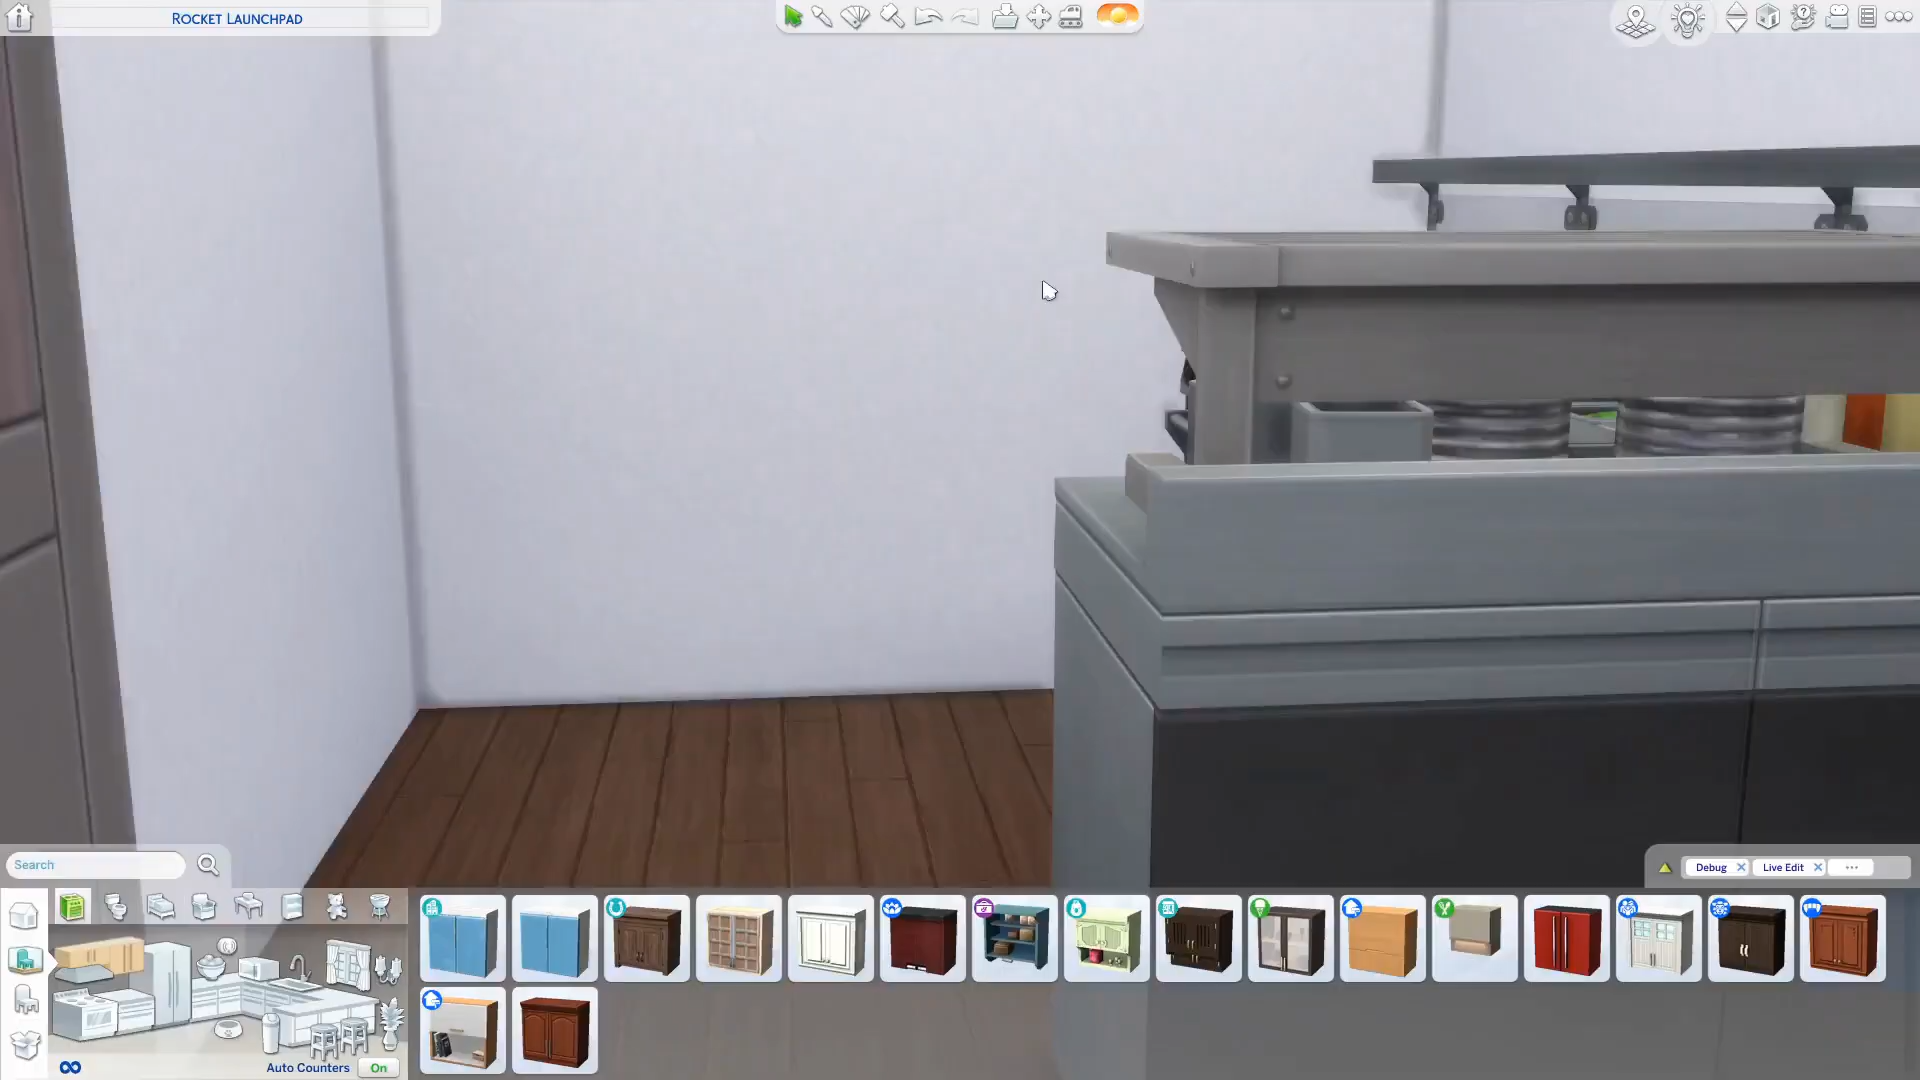 ROCKET LAUNCHPAD
Search
Debug
Live Edit
...
Auto Counters On